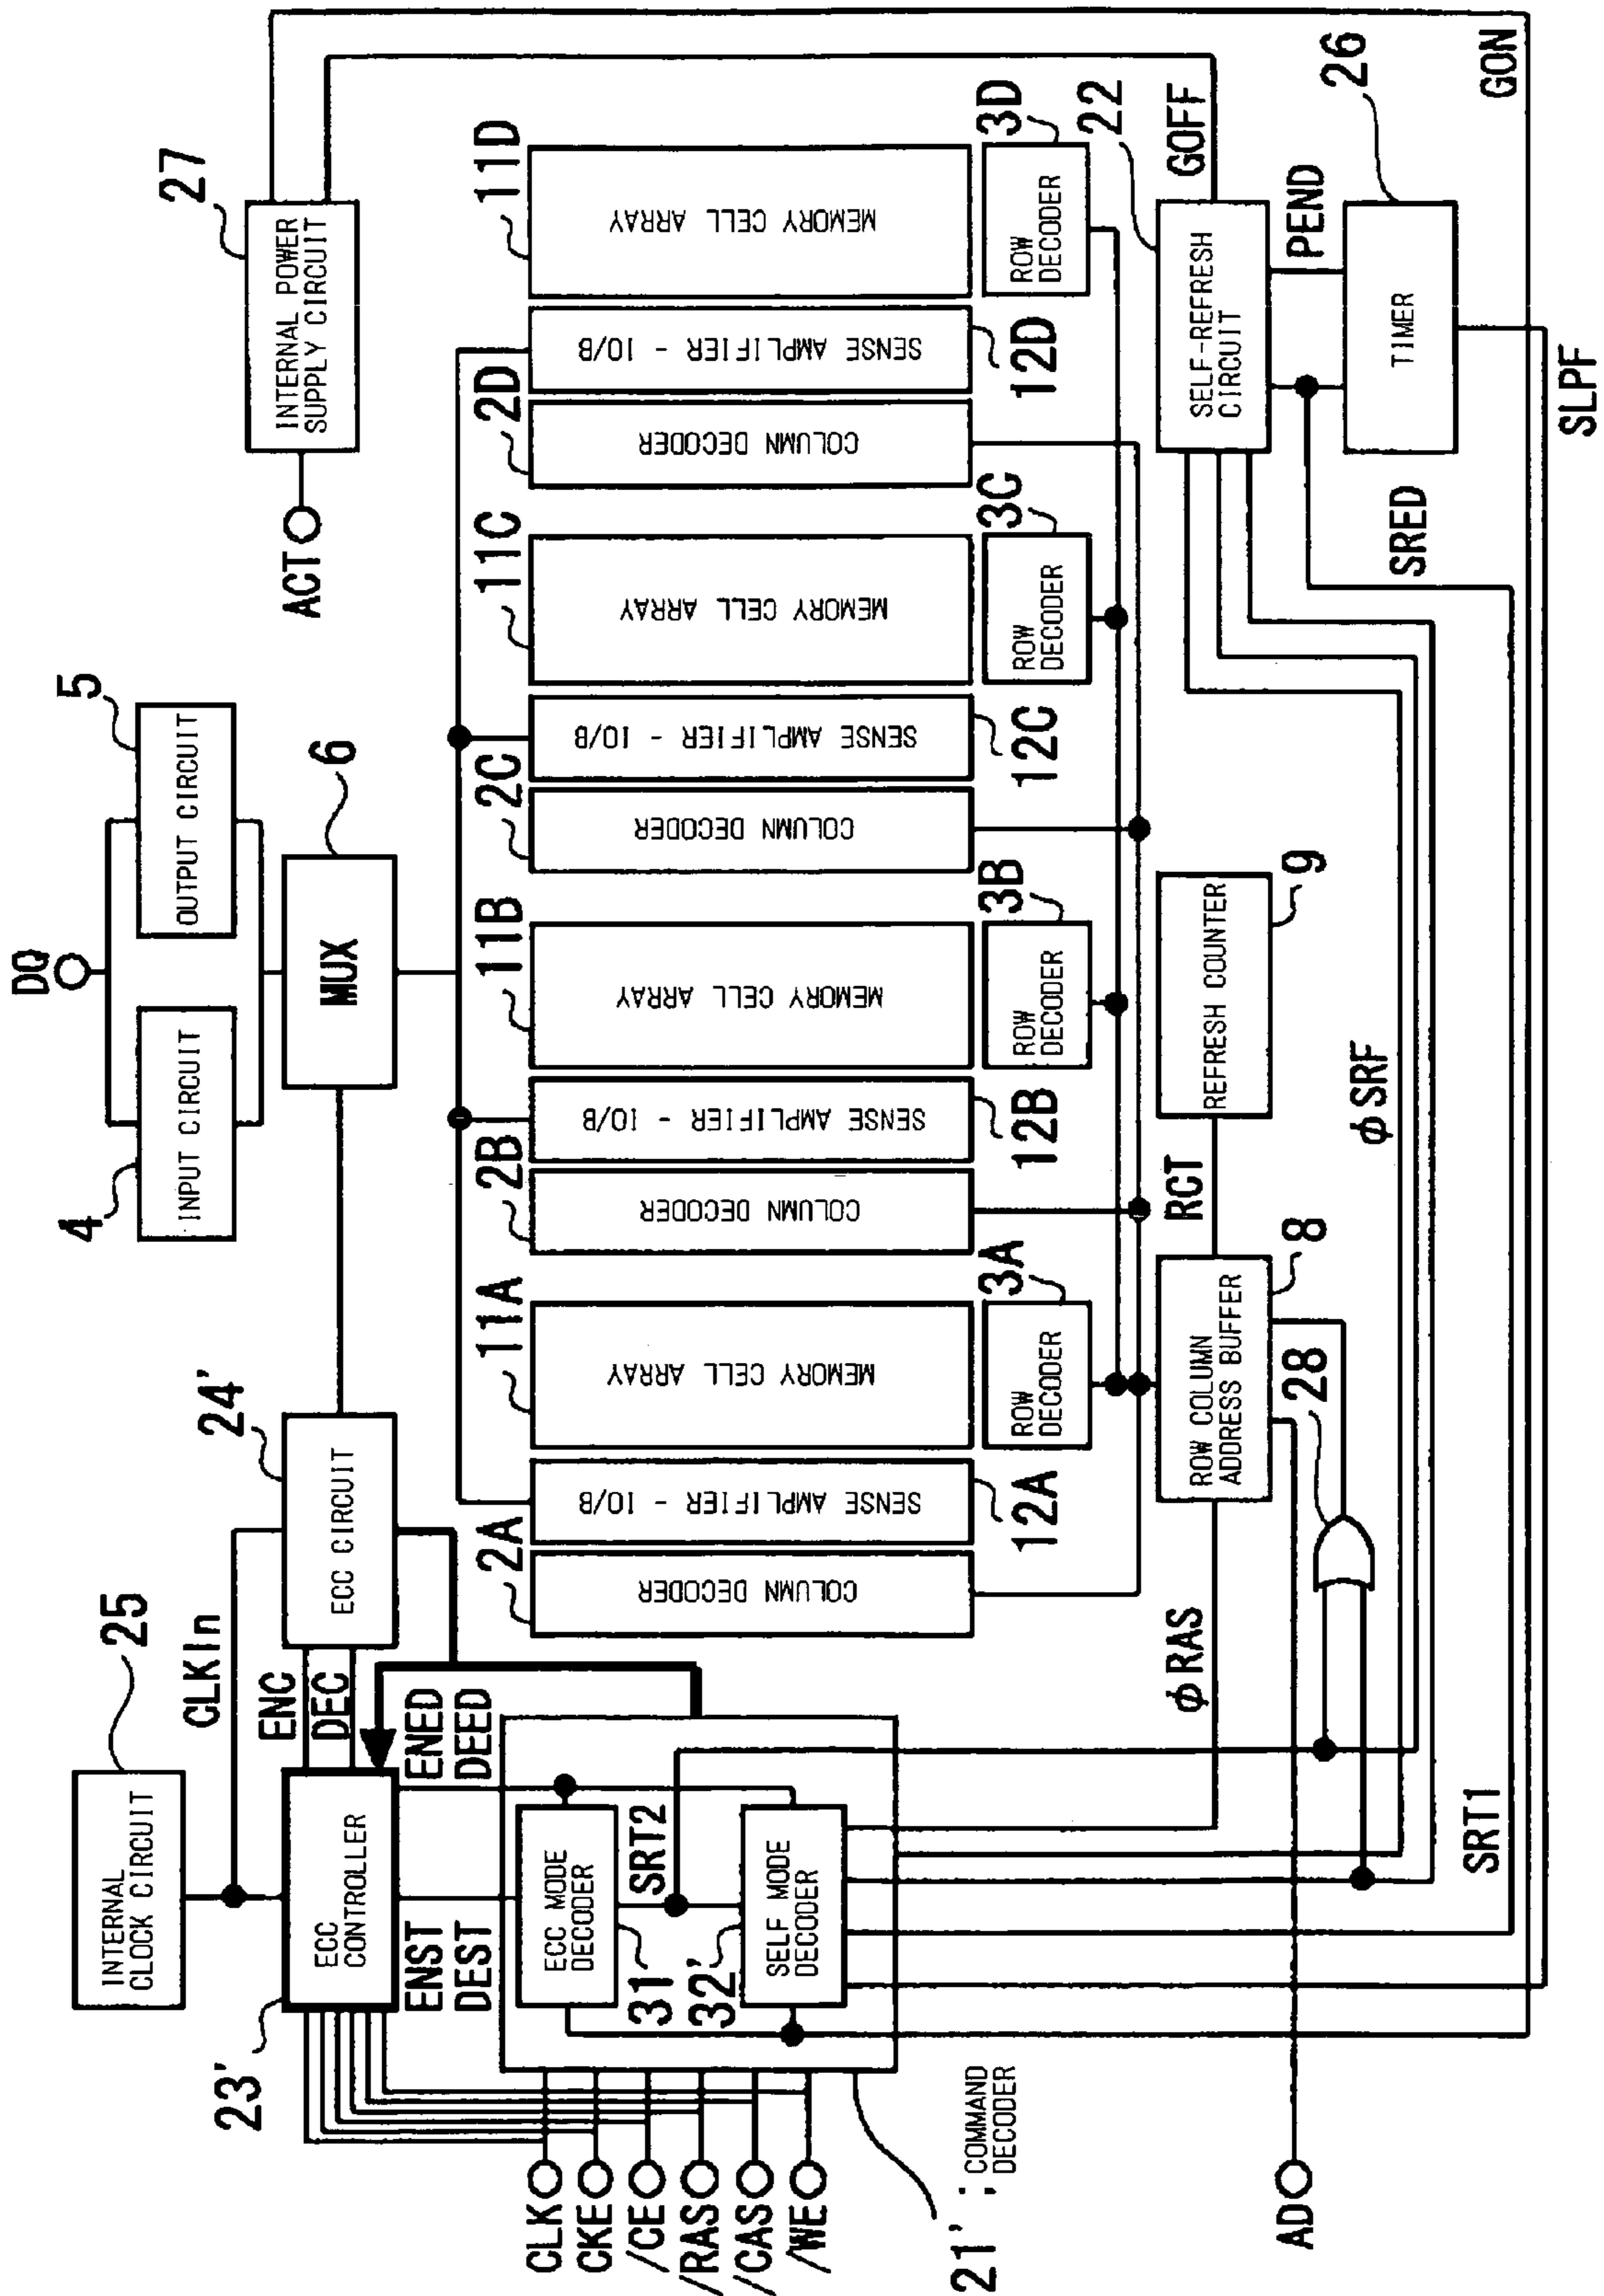 DQ
4
INPUT CIRCUIT
5
OUTPUT CIRCUIT
6
MUX
25
INTERNAL
CLOCK CIRCUIT
CLKIn
24'
ECC CIRCUIT
ENC
DEC
23'
ECC
CONTROLLER
ENED
DEED
ENST
DEST
ACT
27
INTERNAL POWER
SUPPLY CIRCUIT
CLK
CKE
/CE
/RAS
/CAS
/WE
ECC MODE
DECODER
31
SRT2
32'
SELF MODE
DECODER
21' ; COMMAND
DECODER
2A
COLUMN DECODER
12A
SENSE AMPLIFIER - IO/B
11A
MEMORY CELL ARRAY
3A
ROW
DECODER
2B
COLUMN DECODER
12B
SENSE AMPLIFIER - IO/B
11B
MEMORY CELL ARRAY
3B
ROW
DECODER
2C
COLUMN DECODER
12C
SENSE AMPLIFIER - IO/B
11C
MEMORY CELL ARRAY
3C
ROW
DECODER
2D
COLUMN DECODER
12D
SENSE AMPLIFIER - IO/B
11D
MEMORY CELL ARRAY
3D
ROW
DECODER
φRAS
8
ROW COLUMN
ADDRESS BUFFER
RCT
9
REFRESH COUNTER
22
SELF-REFRESH
CIRCUIT
GOFF
28
φSRF
SRED
PEND
26
TIMER
AD
SRT1
SLPF
GON